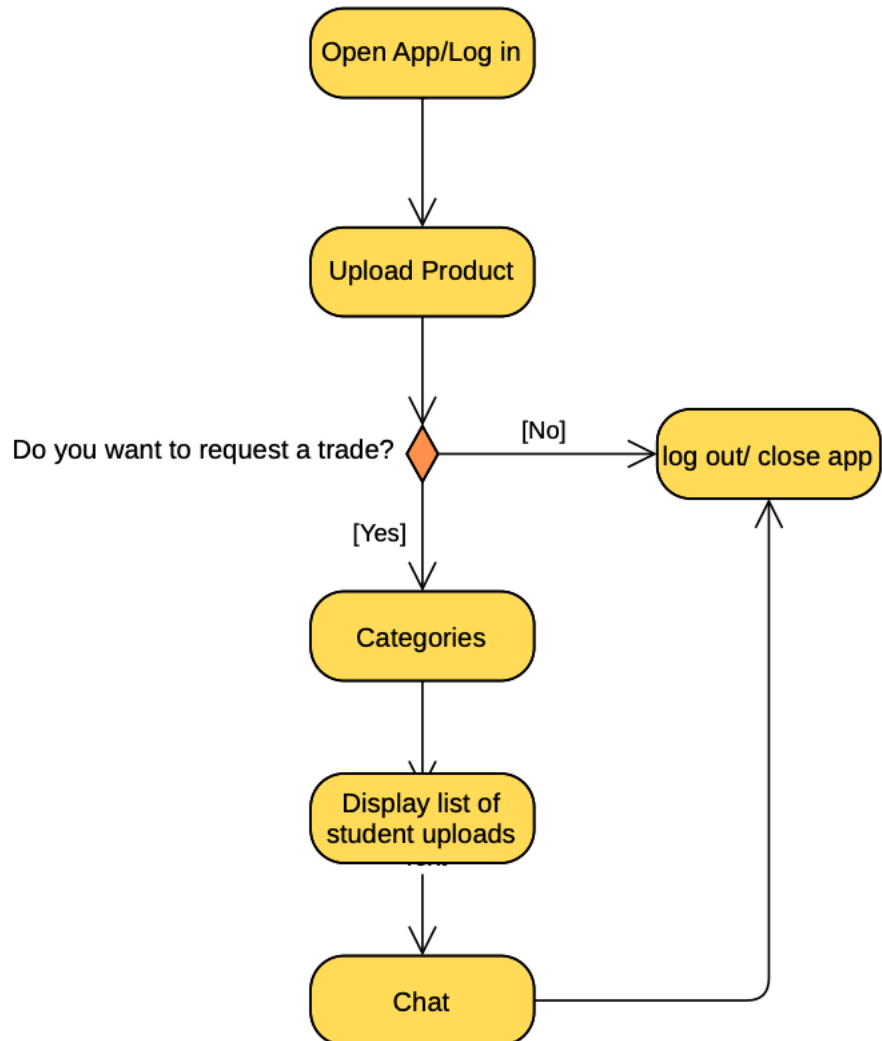 Open App/Log in
Upload Product
Do you want to request a trade?
[No]
log out/ close app
[Yes]
Categories
Display list of
student uploads
Chat